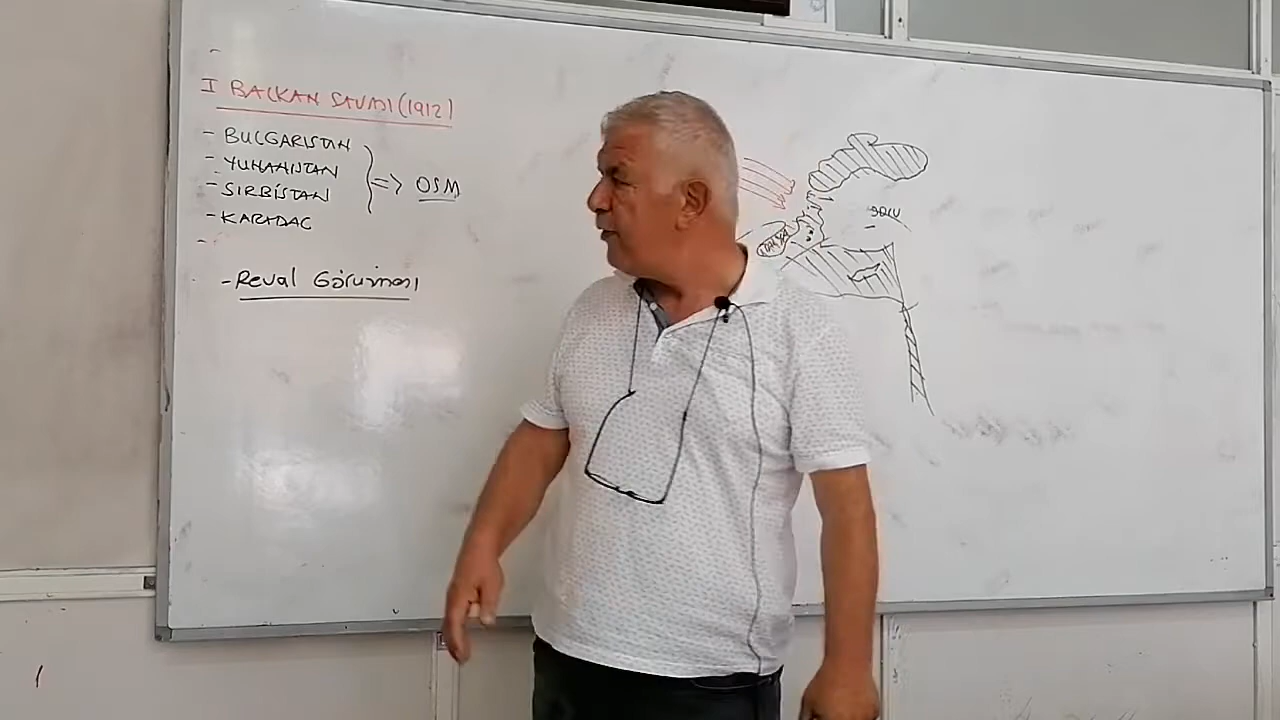 I BALKAN SAVAŞI (1912)
- BULGARİSTAN
- YUNANİSTAN
- SIRBİSTAN
=> OSM
- KARADAĞ
- Reval Görüşmesi